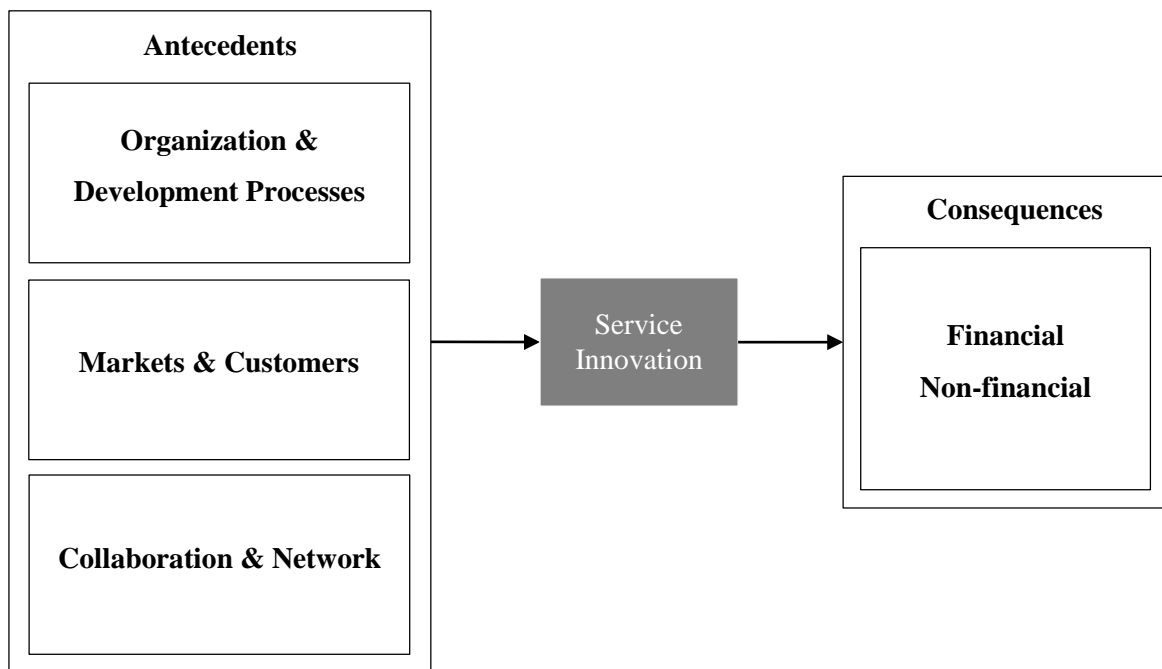 Antecedents
Organization &
Development Processes
Markets & Customers
Collaboration & Network
Service
Innovation
Consequences
Financial
Non-financial